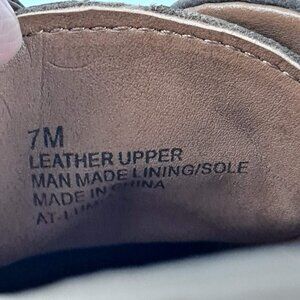 7M
LEATHER UPPER
MAN MADE LINING/SOLE
MADE IN CHINA